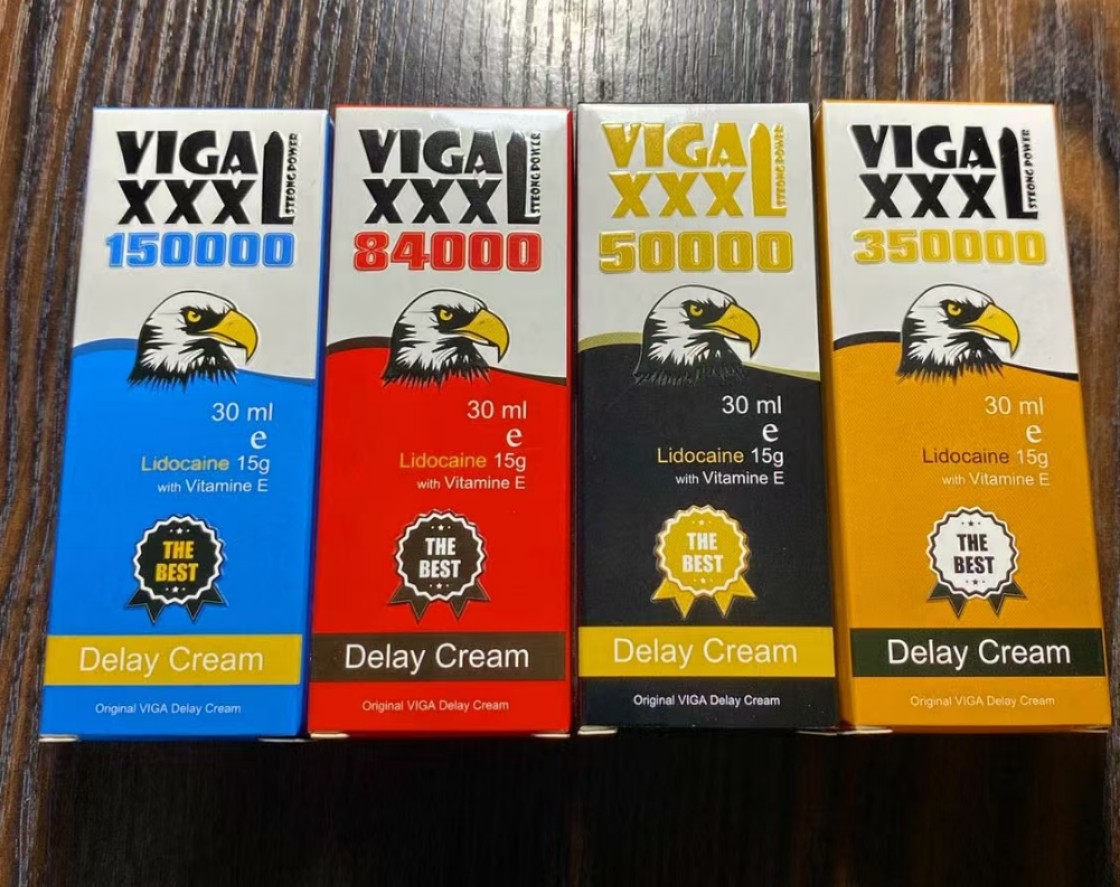 VIGA
XXXL
STRONG POWER
150000
30 ml
e
Lidocaine 15g
with Vitamine E
THE
BEST
Delay Cream
Original VIGA Delay Cream
VIGA
XXXL
STRONG POWER
84000
30 ml
e
Lidocaine 15g
with Vitamine E
THE
BEST
Delay Cream
Original VIGA Delay Cream
VIGA
XXXL
STRONG POWER
50000
30 ml
e
Lidocaine 15g
with Vitamine E
THE
BEST
Delay Cream
Original VIGA Delay Cream
VIGA
XXXL
STRONG POWER
350000
30 ml
e
Lidocaine 15g
with Vitamine E
THE
BEST
Delay Cream
Original VIGA Delay Cream